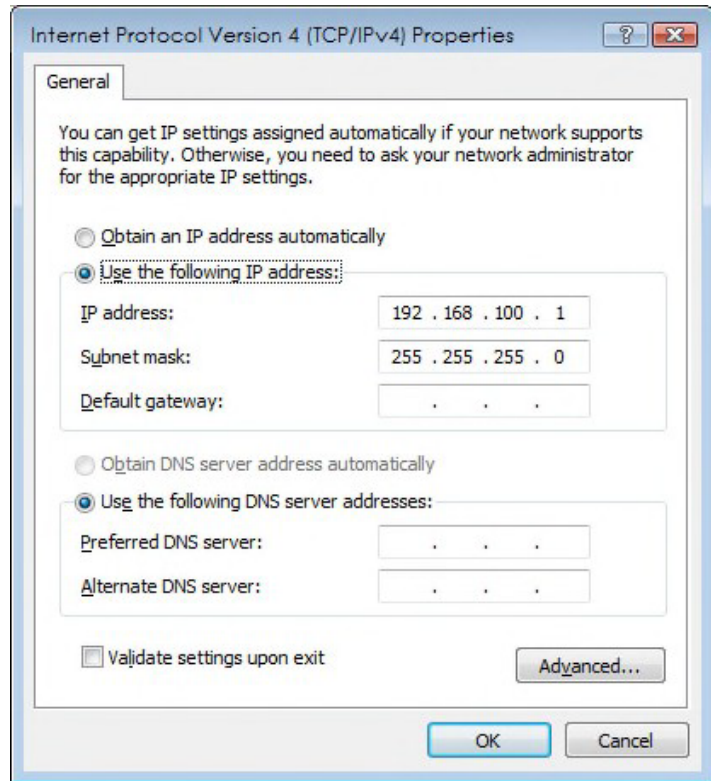 Internet Protocol Version 4 (TCP/IPv4) Properties
General
You can get IP settings assigned automatically if your network supports
this capability. Otherwise, you need to ask your network administrator
for the appropriate IP settings.
Obtain an IP address automatically
Use the following IP address:
IP address: 192 . 168 . 100 . 1
Subnet mask: 255 . 255 . 255 . 0
Default gateway: . . .
Obtain DNS server address automatically
Use the following DNS server addresses:
Preferred DNS server: . . .
Alternate DNS server: . . .
Validate settings upon exit
Advanced...
OK Cancel